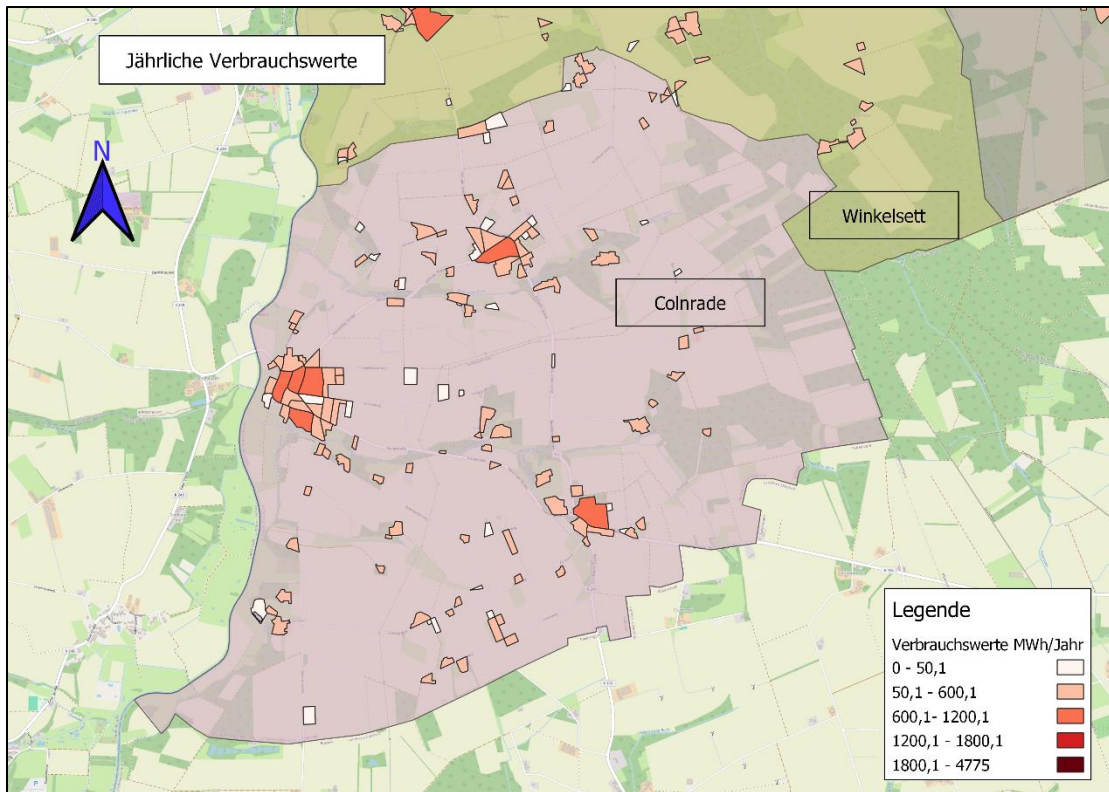 Jährliche Verbrauchswerte
N
Winkelsett
Colnrade
Legende
Verbrauchswerte MWh/Jahr
0 - 50,1
50,1 - 600,1
600,1- 1200,1
1200,1 - 1800,1
1800,1 - 4775